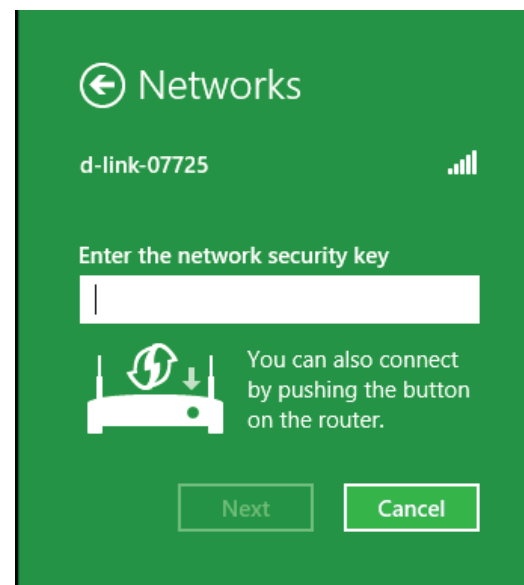 Networks
d-link-07725
Enter the network security key
You can also connect
by pushing the button
on the router.
Next
Cancel